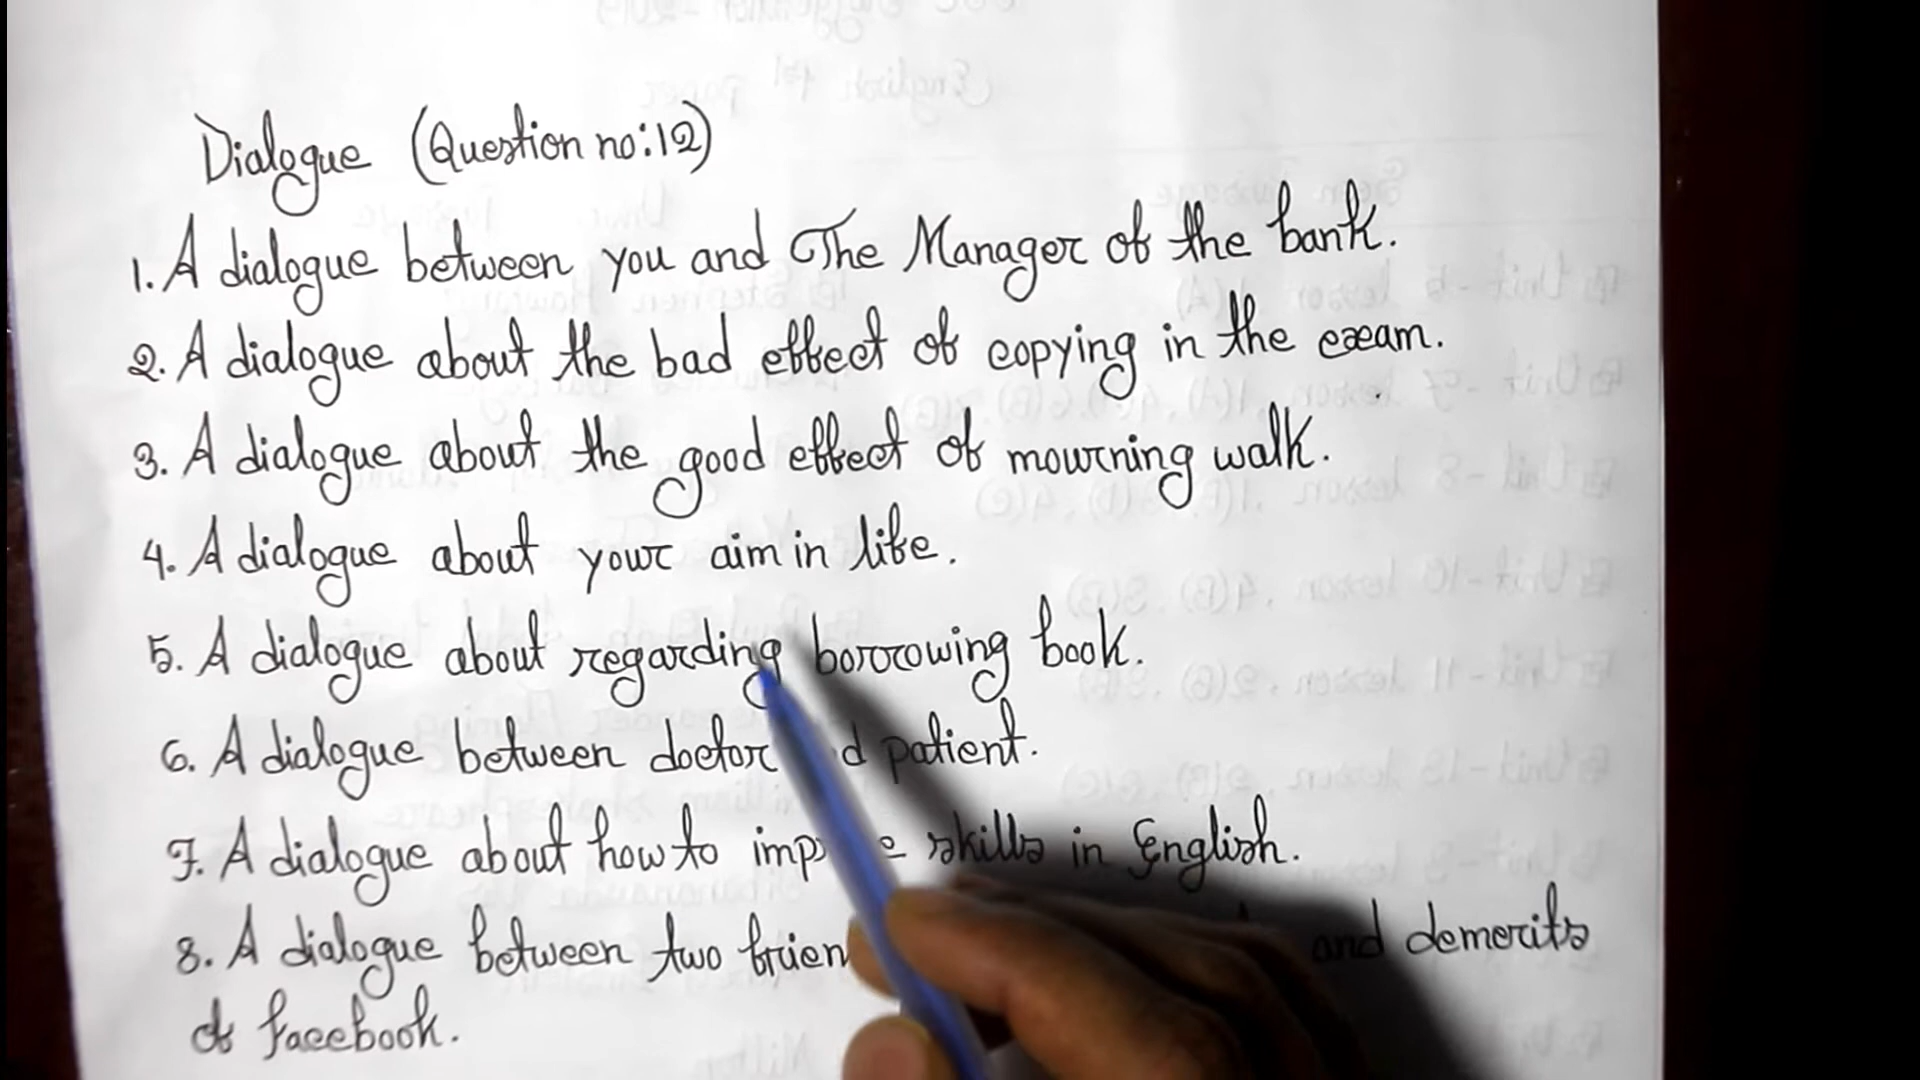 Dialogue (Question no:12)
1. A dialogue between you and The Manager of the bank.
2. A dialogue about the bad effect of copying in the exam.
3. A dialogue about the good effect of mourning walk.
4. A dialogue about your aim in life.
5. A dialogue about regarding borrowing book.
6. A dialogue between doctor patient.
7. A dialogue about how to skills in English.
8. A dialogue between two and demerits
of facebook.